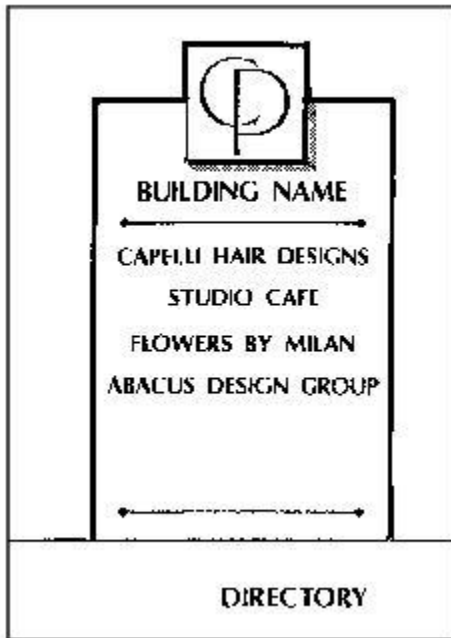 CP
BUILDING NAME
CAPELLI HAIR DESIGNS
STUDIO CAFE
FLOWERS BY MILAN
ABACUS DESIGN GROUP
DIRECTORY